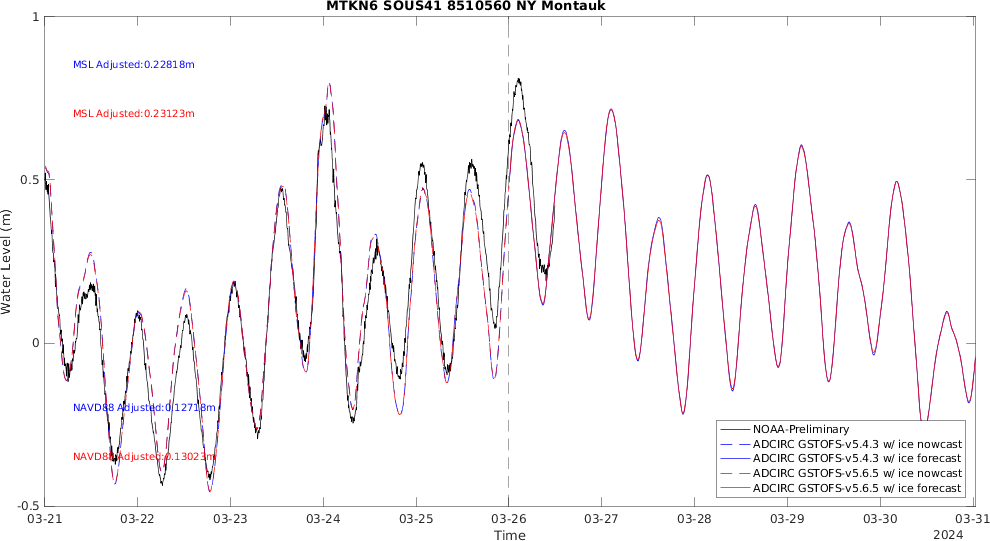 MTKN6 SOUS41 8510560 NY Montauk
1
MSL Adjusted:0.22818m
MSL Adjusted:0.23123m
0.5
Water Level (m)
0
NAVD88 Adjusted:0.12718m
NAVD88 Adjusted:0.13023m
NOAA-Preliminary
ADCIRC GSTOFS-v5.4.3 w/ ice nowcast
ADCIRC GSTOFS-v5.4.3 w/ ice forecast
ADCIRC GSTOFS-v5.6.5 w/ ice nowcast
ADCIRC GSTOFS-v5.6.5 w/ ice forecast
-0.5
03-21 03-22 03-23 03-24 03-25 03-26 03-27 03-28 03-29 03-30 03-31
Time
2024